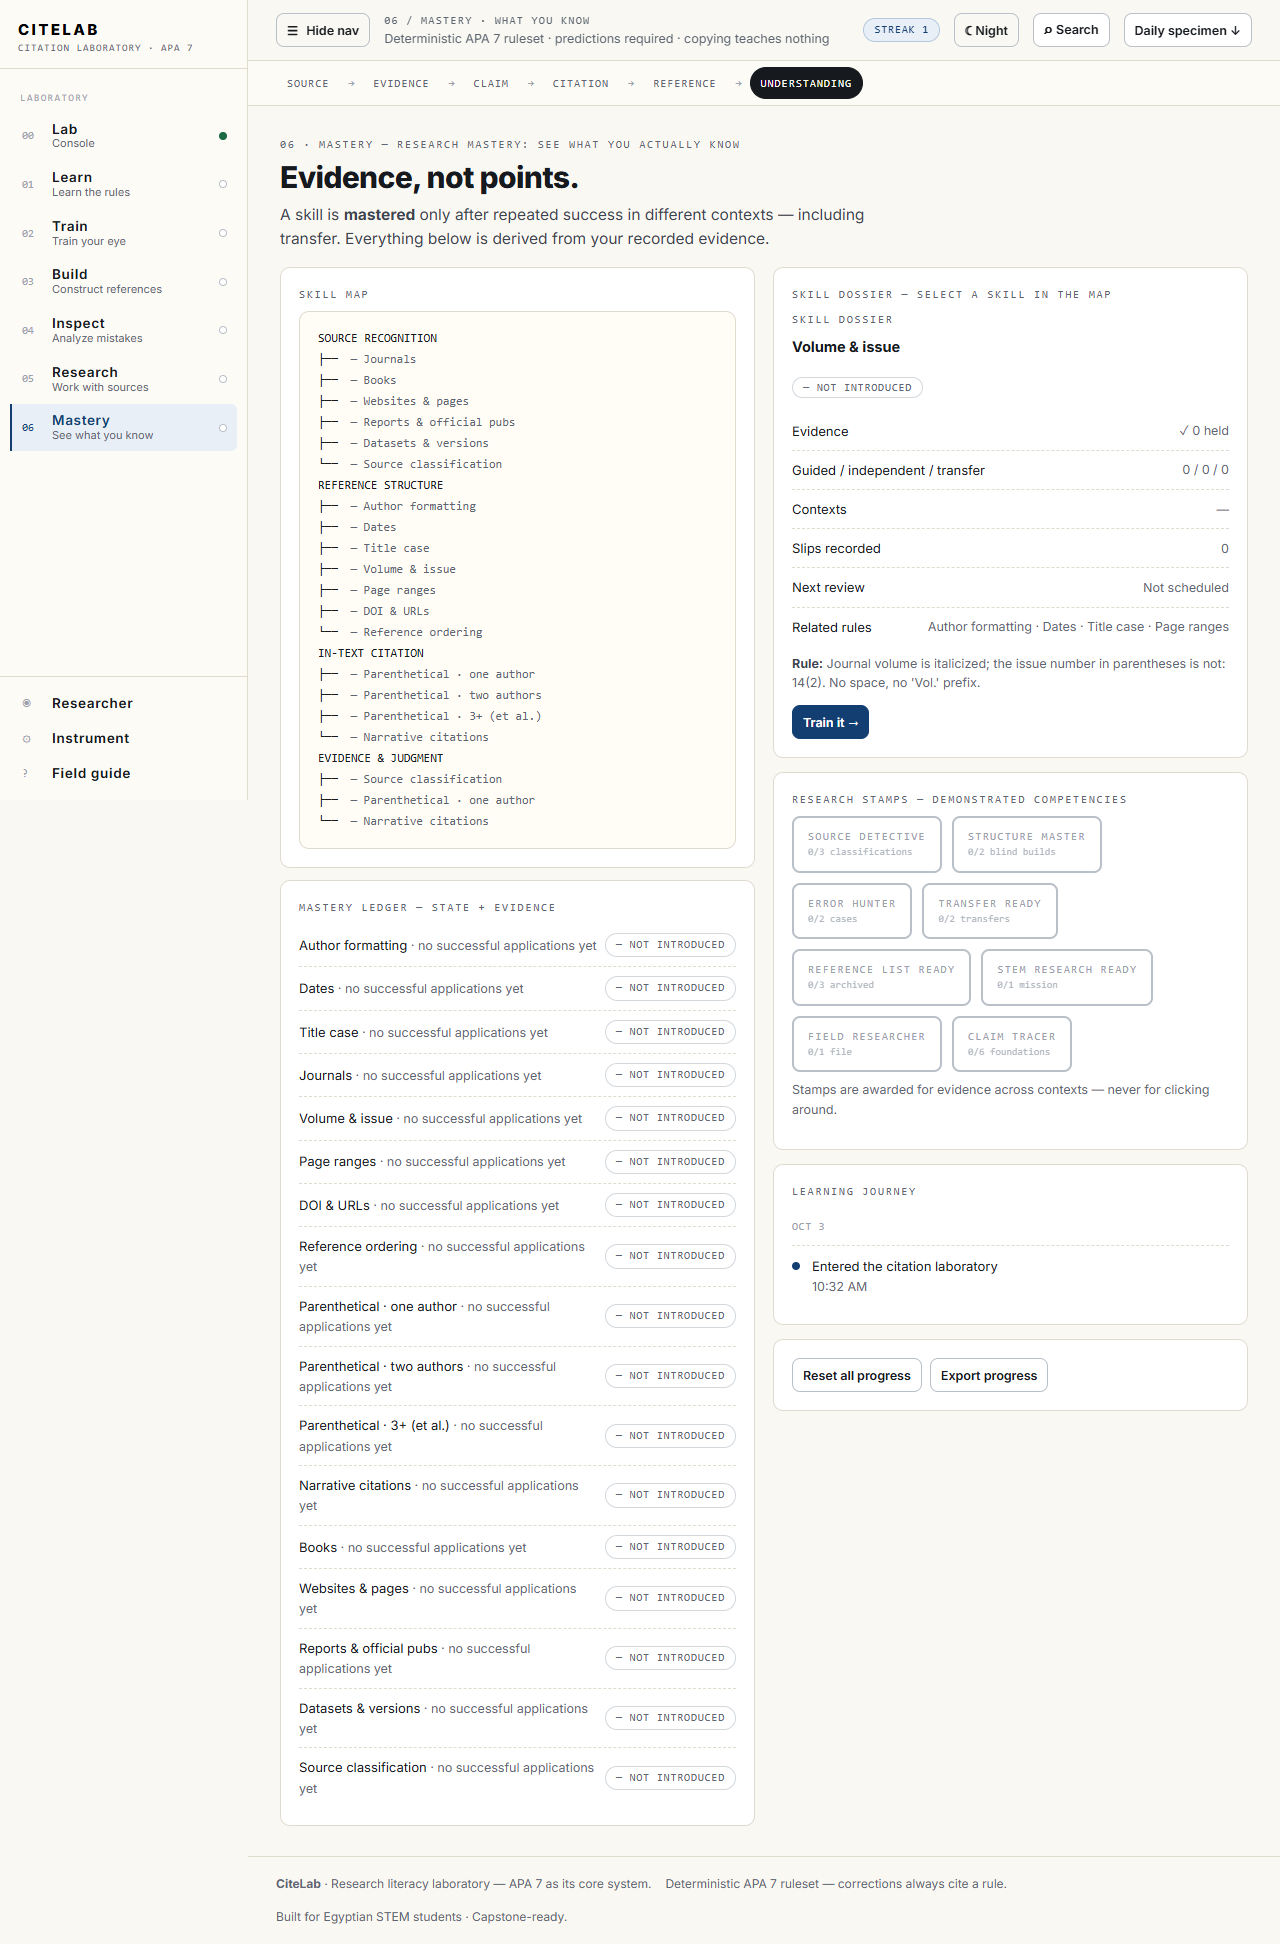 CITELAB
CITATION LABORATORY · APA 7
LABORATORY
00 Lab
Console
01 Learn
Learn the rules
02 Train
Train your eye
03 Build
Construct references
04 Inspect
Analyze mistakes
05 Research
Work with sources
06 Mastery
See what you know
Researcher
Instrument
? Field guide
☰ Hide nav
06 / MASTERY · WHAT YOU KNOW
Deterministic APA 7 ruleset · predictions required · copying teaches nothing
STREAK 1
☾ Night
⌕ Search
Daily specimen ↓
SOURCE → EVIDENCE → CLAIM → CITATION → REFERENCE → UNDERSTANDING
06 · MASTERY — RESEARCH MASTERY: SEE WHAT YOU ACTUALLY KNOW
Evidence, not points.
A skill is mastered only after repeated success in different contexts — including
transfer. Everything below is derived from your recorded evidence.
SKILL MAP
SOURCE RECOGNITION
├── — Journals
├── — Books
├── — Websites & pages
├── — Reports & official pubs
├── — Datasets & versions
└── — Source classification
REFERENCE STRUCTURE
├── — Author formatting
├── — Dates
├── — Title case
├── — Volume & issue
├── — Page ranges
├── — DOI & URLs
└── — Reference ordering
IN-TEXT CITATION
├── — Parenthetical · one author
├── — Parenthetical · two authors
├── — Parenthetical · 3+ (et al.)
└── — Narrative citations
EVIDENCE & JUDGMENT
├── — Source classification
├── — Parenthetical · one author
└── — Narrative citations
MASTERY LEDGER — STATE + EVIDENCE
Author formatting · no successful applications yet — NOT INTRODUCED
Dates · no successful applications yet — NOT INTRODUCED
Title case · no successful applications yet — NOT INTRODUCED
Journals · no successful applications yet — NOT INTRODUCED
Volume & issue · no successful applications yet — NOT INTRODUCED
Page ranges · no successful applications yet — NOT INTRODUCED
DOI & URLs · no successful applications yet — NOT INTRODUCED
Reference ordering · no successful applications
yet — NOT INTRODUCED
Parenthetical · one author · no successful
applications yet — NOT INTRODUCED
Parenthetical · two authors · no successful
applications yet — NOT INTRODUCED
Parenthetical · 3+ (et al.) · no successful
applications yet — NOT INTRODUCED
Narrative citations · no successful applications
yet — NOT INTRODUCED
Books · no successful applications yet — NOT INTRODUCED
Websites & pages · no successful applications
yet — NOT INTRODUCED
Reports & official pubs · no successful
applications yet — NOT INTRODUCED
Datasets & versions · no successful applications
yet — NOT INTRODUCED
Source classification · no successful applications
yet — NOT INTRODUCED
SKILL DOSSIER — SELECT A SKILL IN THE MAP
SKILL DOSSIER
Volume & issue
— NOT INTRODUCED
Evidence ✓ 0 held
Guided / independent / transfer 0 / 0 / 0
Contexts —
Slips recorded 0
Next review Not scheduled
Related rules Author formatting · Dates · Title case · Page ranges
Rule: Journal volume is italicized; the issue number in parentheses is not:
14(2). No space, no 'Vol.' prefix.
Train it →
RESEARCH STAMPS — DEMONSTRATED COMPETENCIES
SOURCE DETECTIVE
0/3 classifications
STRUCTURE MASTER
0/2 blind builds
ERROR HUNTER
0/2 cases
TRANSFER READY
0/2 transfers
REFERENCE LIST READY
0/3 archived
STEM RESEARCH READY
0/1 mission
FIELD RESEARCHER
0/1 file
CLAIM TRACER
0/6 foundations
Stamps are awarded for evidence across contexts — never for clicking
around.
LEARNING JOURNEY
OCT 3
Entered the citation laboratory
10:32 AM
Reset all progress
Export progress
CiteLab · Research literacy laboratory — APA 7 as its core system. Deterministic APA 7 ruleset — corrections always cite a rule.
Built for Egyptian STEM students · Capstone-ready.